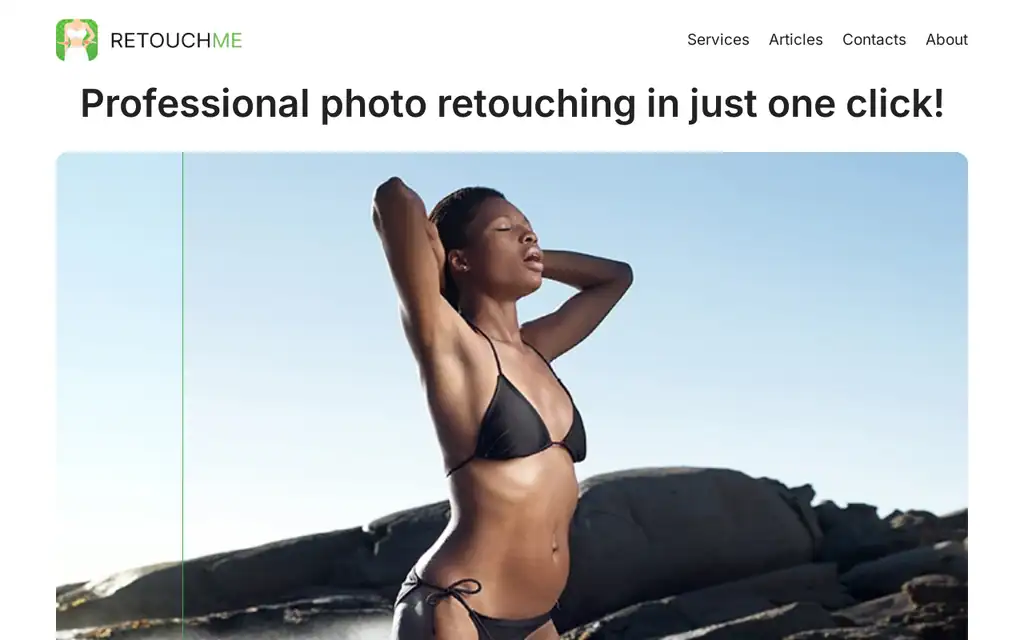 RETOUCHME
Services Articles Contacts About
Professional photo retouching in just one click!